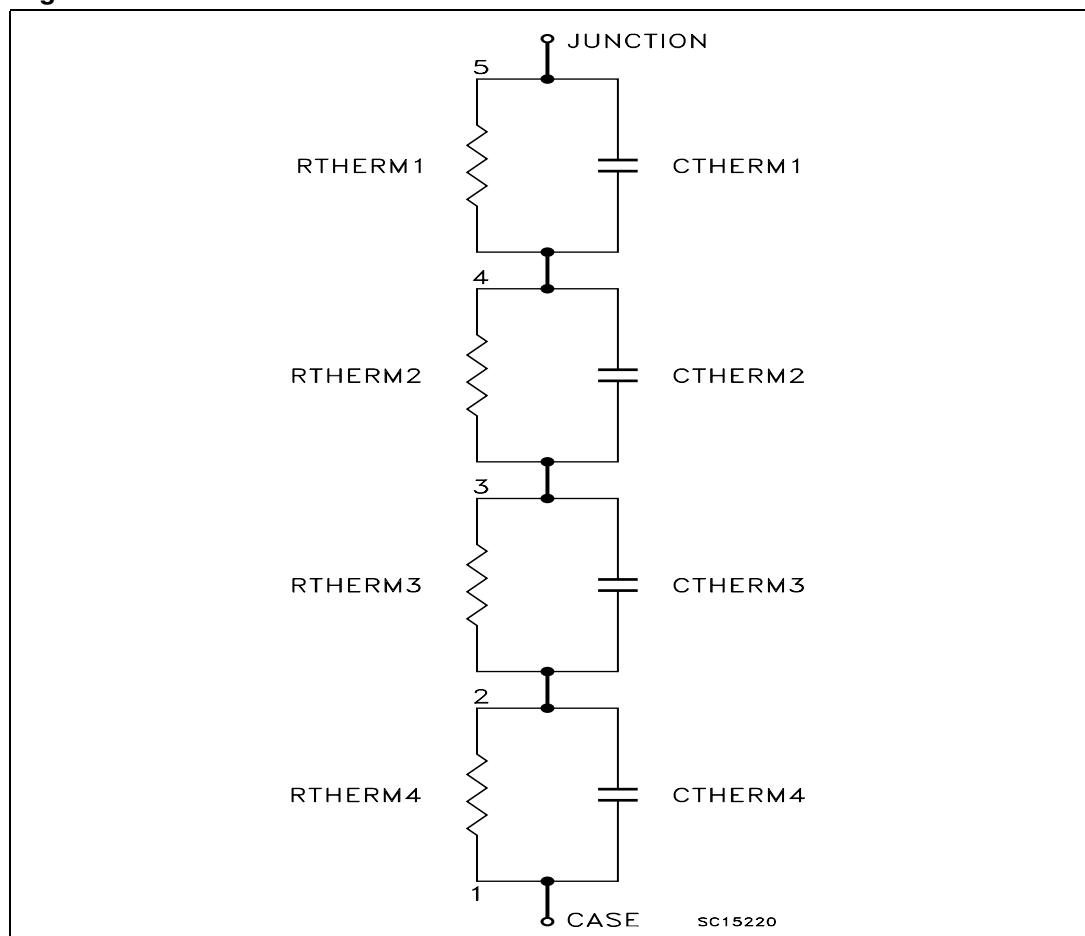 JUNCTION
5
RTHERM1 CTHERM1
4
RTHERM2 CTHERM2
3
RTHERM3 CTHERM3
2
RTHERM4 CTHERM4
1
CASE SC15220